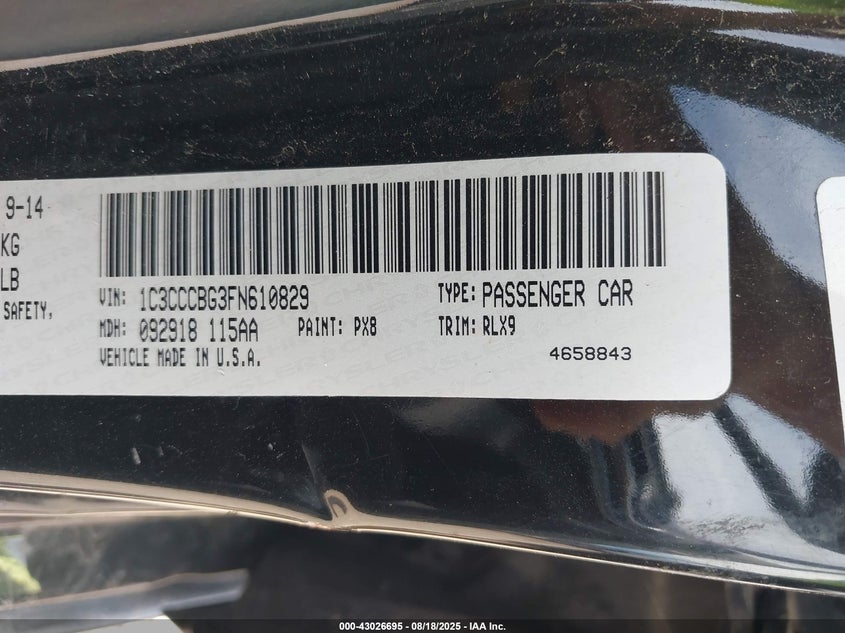 9-14
KG
LB
SAFETY,
VIN: 1C3CCCBG3FN610829
TYPE: PASSENGER CAR
MDH: 092918 115AA
PAINT: PX8
TRIM: RLX9
VEHICLE MADE IN U.S.A.
4658843
000-43026695 - 08/18/2025 - IAA Inc.